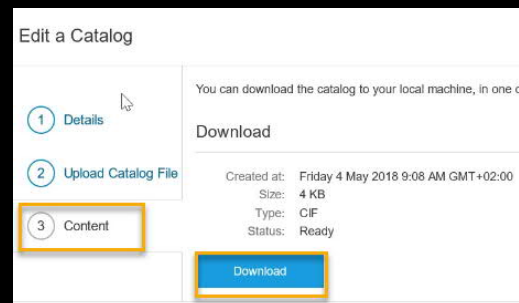 Edit a Catalog
1 Details
2 Upload Catalog File
3 Content
You can download the catalog to your local machine, in one
Download
Created at: Friday 4 May 2018 9:08 AM GMT+02:00
Size: 4 KB
Type: CIF
Status: Ready
Download